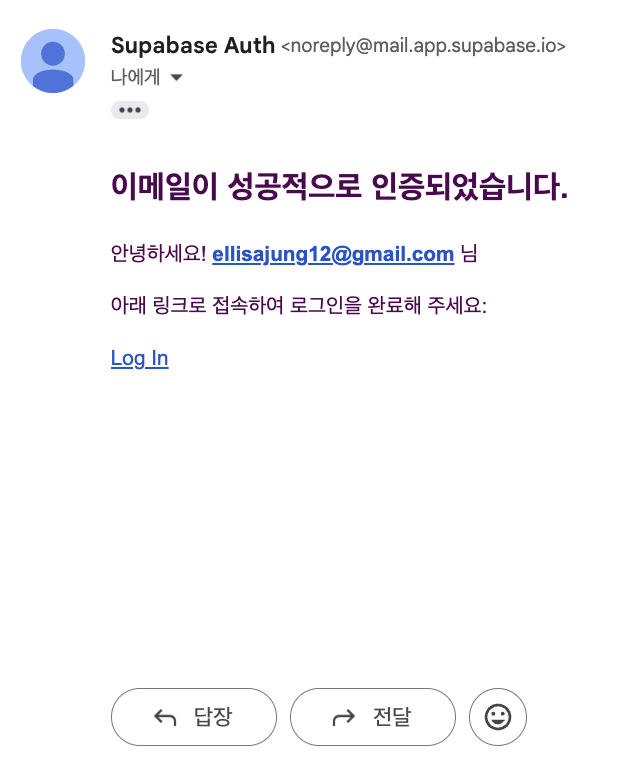 Supabase Auth <noreply@mail.app.supabase.io>
나에게
이메일이 성공적으로 인증되었습니다.
안녕하세요! ellisajung12@gmail.com 님
아래 링크로 접속하여 로그인을 완료해 주세요:
Log In
답장 전달